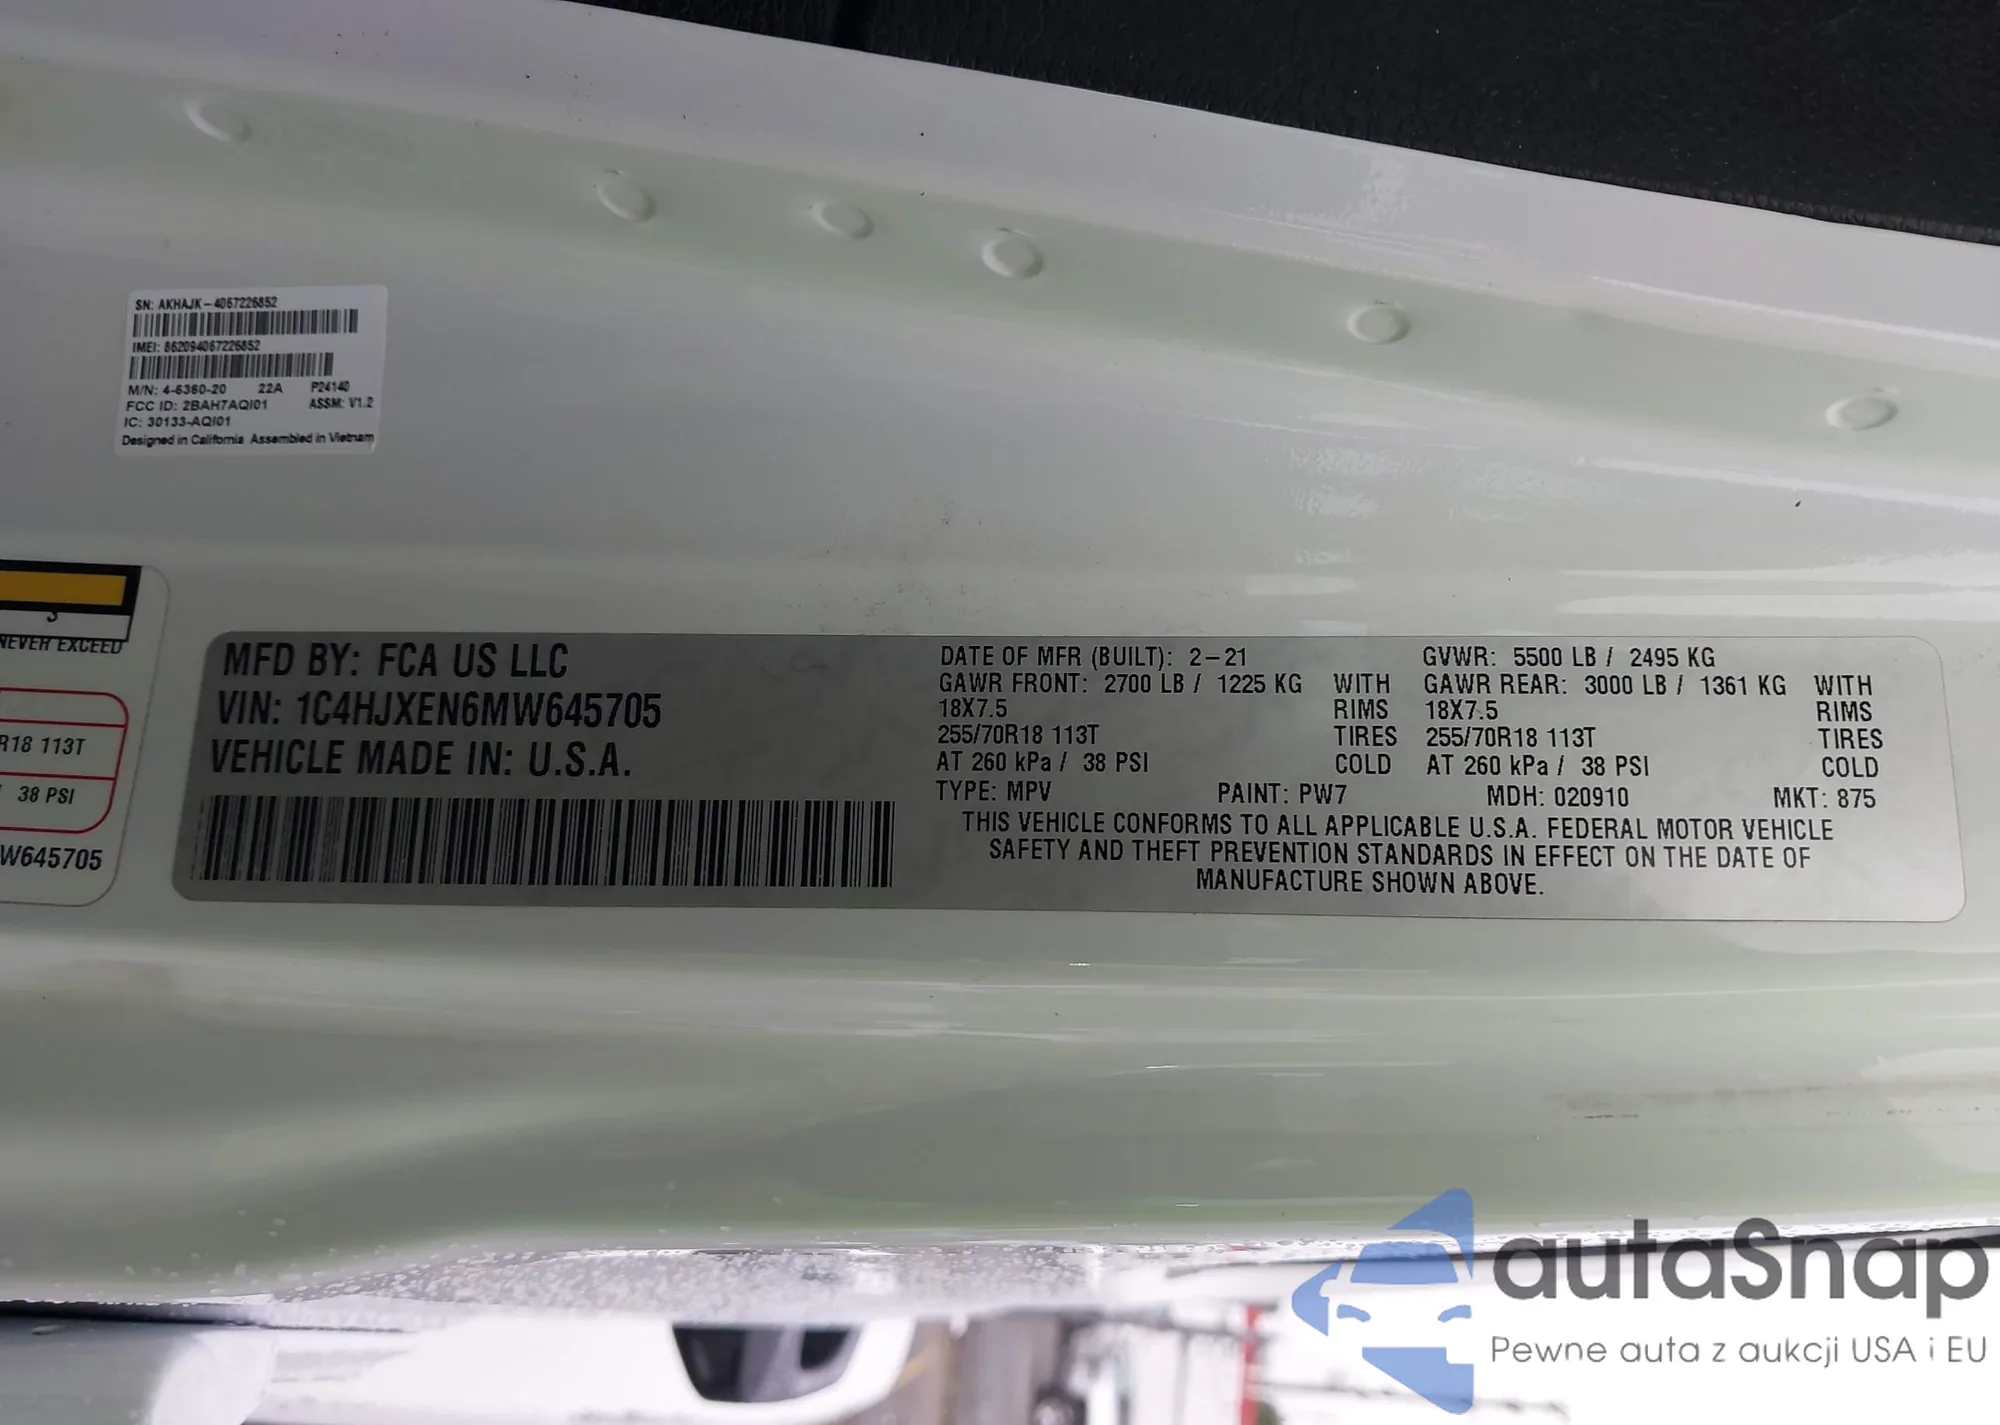 SN: AKHAJK-4067226852
IMEI: 862094067226852
M/N: 4-6360-20 22A P24140
FCC ID: 2BAH7AQI01 ASSM: V1.2
IC: 30133-AQI01
Designed in California Assembled in Vietnam
NEVER EXCEED
R18 113T
38 PSI
W645705
MFD BY: FCA US LLC
VIN: 1C4HJXEN6MW645705
VEHICLE MADE IN: U.S.A.
DATE OF MFR (BUILT): 2-21 GVWR: 5500 LB / 2495 KG
GAWR FRONT: 2700 LB / 1225 KG WITH GAWR REAR: 3000 LB / 1361 KG WITH
18X7.5 RIMS 18X7.5 RIMS
255/70R18 113T TIRES 255/70R18 113T TIRES
AT 260 kPa / 38 PSI COLD AT 260 kPa / 38 PSI COLD
TYPE: MPV PAINT: PW7 MDH: 020910 MKT: 875
THIS VEHICLE CONFORMS TO ALL APPLICABLE U.S.A. FEDERAL MOTOR VEHICLE
SAFETY AND THEFT PREVENTION STANDARDS IN EFFECT ON THE DATE OF
MANUFACTURE SHOWN ABOVE.
autaSnap
Pewne auta z aukcji USA i EU